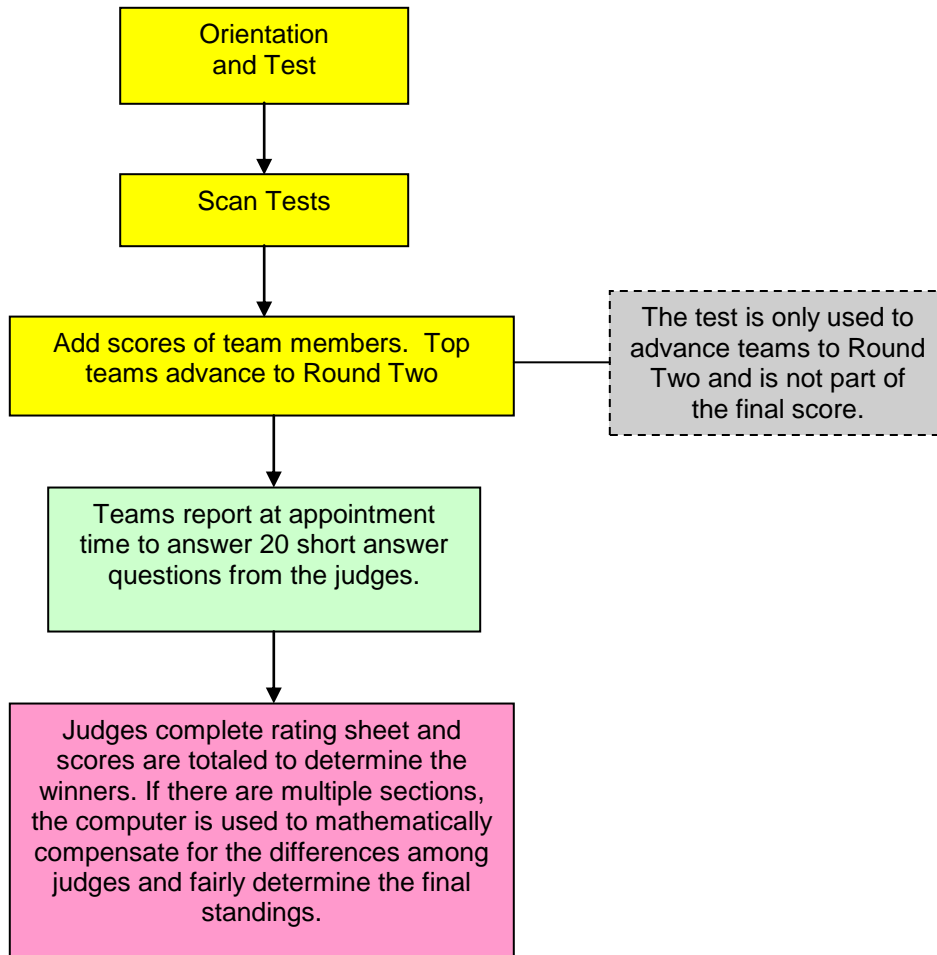 Orientation
and Test
Scan Tests
Add scores of team members.  Top
teams advance to Round Two
The test is only used to
advance teams to Round
Two and is not part of
the final score.
Teams report at appointment
time to answer 20 short answer
questions from the judges.
Judges complete rating sheet and
scores are totaled to determine the
winners. If there are multiple sections,
the computer is used to mathematically
compensate for the differences among
judges and fairly determine the final
standings.